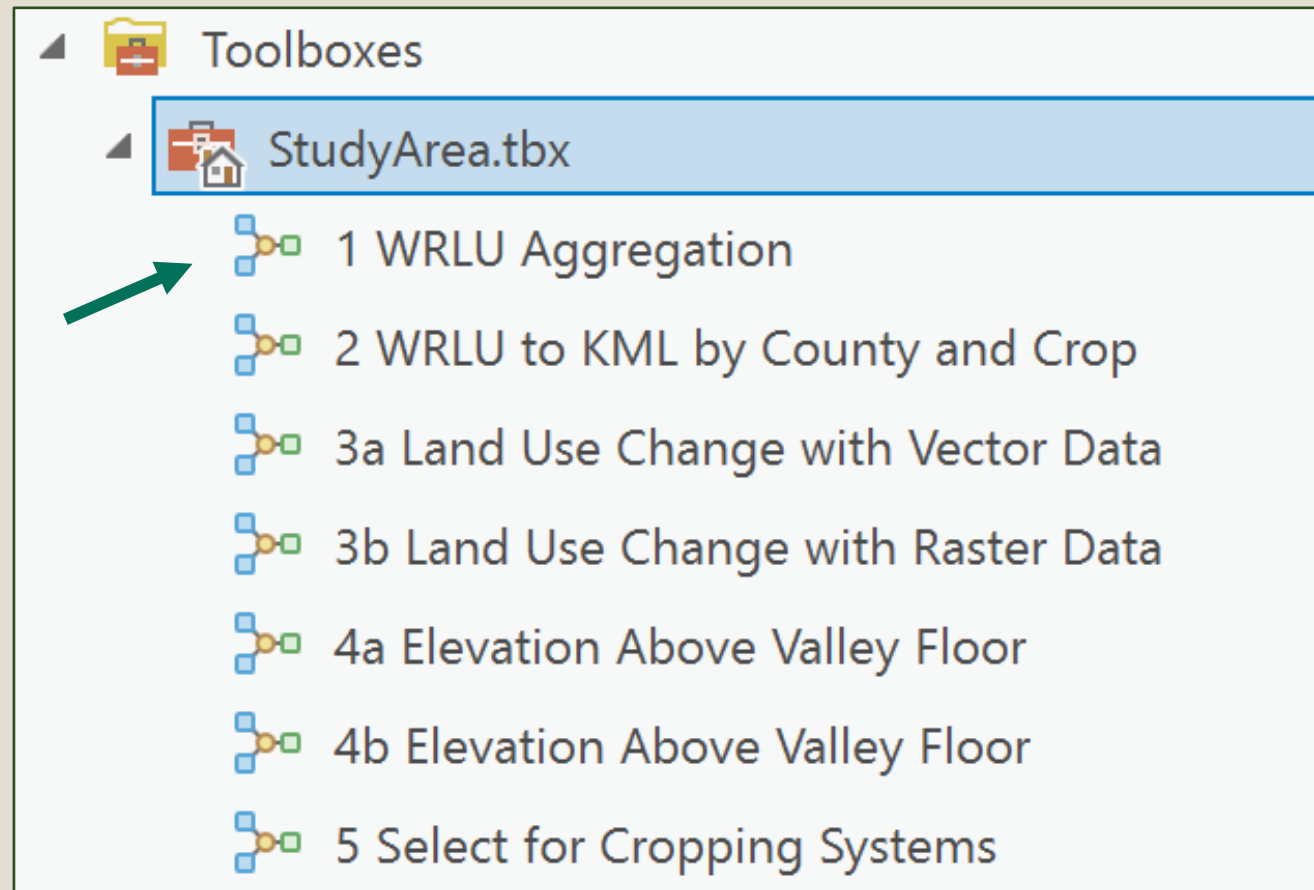 Toolboxes
StudyArea.tbx
1 WRLU Aggregation
2 WRLU to KML by County and Crop
3a Land Use Change with Vector Data
3b Land Use Change with Raster Data
4a Elevation Above Valley Floor
4b Elevation Above Valley Floor
5 Select for Cropping Systems